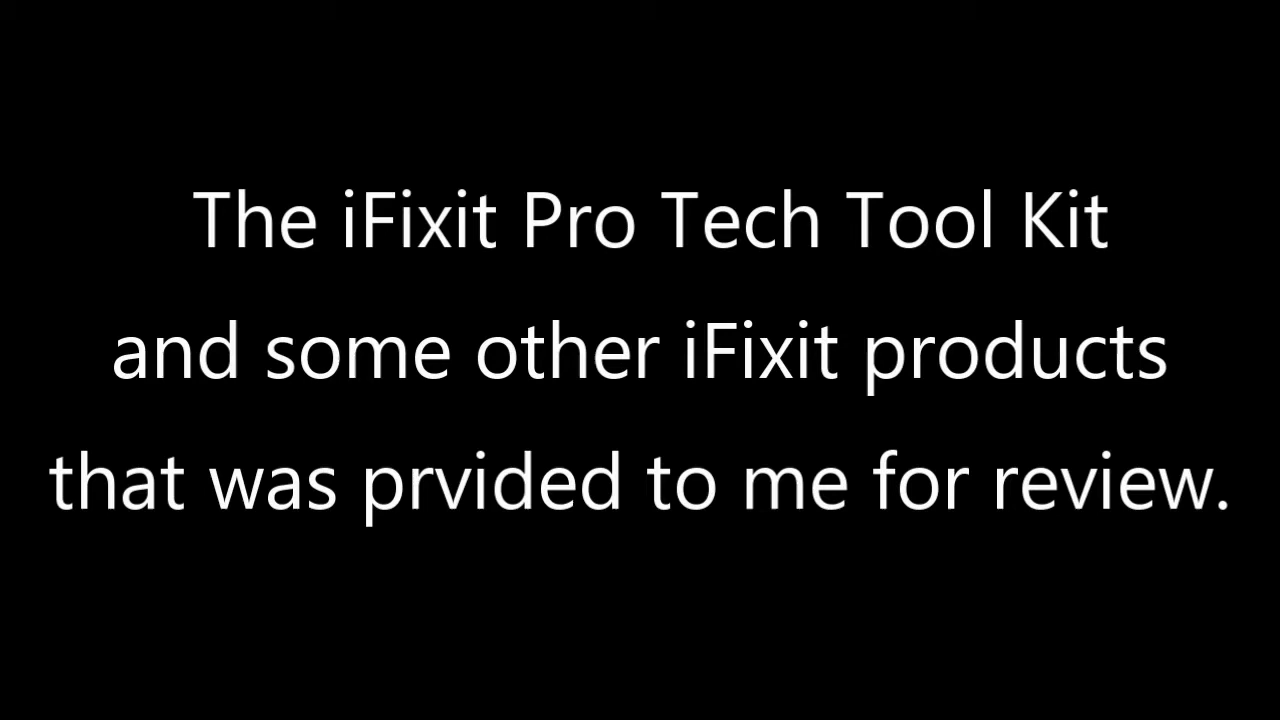 The iFixit Pro Tech Tool Kit
and some other iFixit products
that was prvided to me for review.